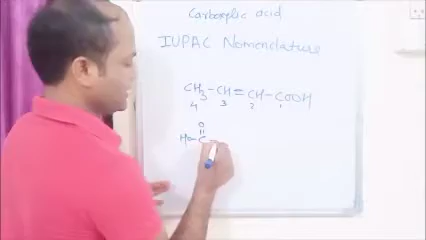 Carboxylic acid
IUPAC Nomenclature
CH₃-CH=CH-COOH
4 3 2 1
O
H-C-